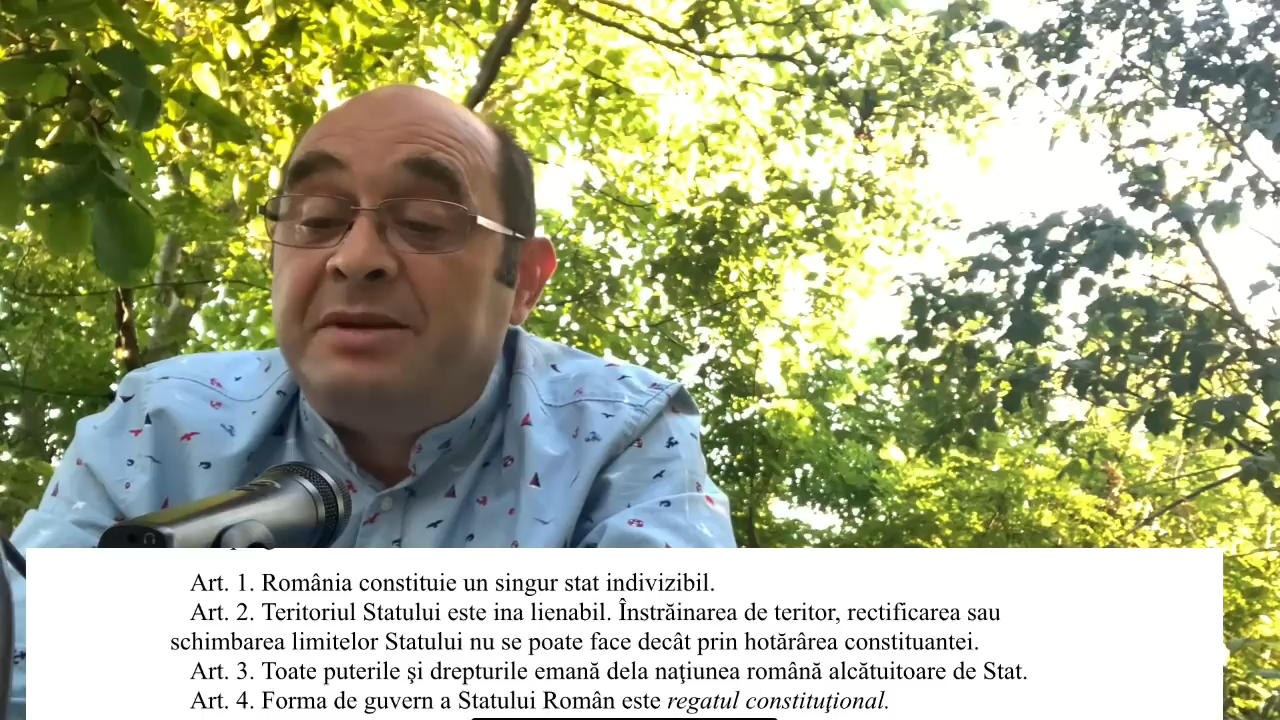 Art. 1. România constituie un singur stat indivizibil.
Art. 2. Teritoriul Statului este ina lienabil. Înstrăinarea de teritor, rectificarea sau
schimbarea limitelor Statului nu se poate face decât prin hotărârea constituantei.
Art. 3. Toate puterile şi drepturile emană dela naţiunea română alcătuitoare de Stat.
Art. 4. Forma de guvern a Statului Român este regatul constituţional.